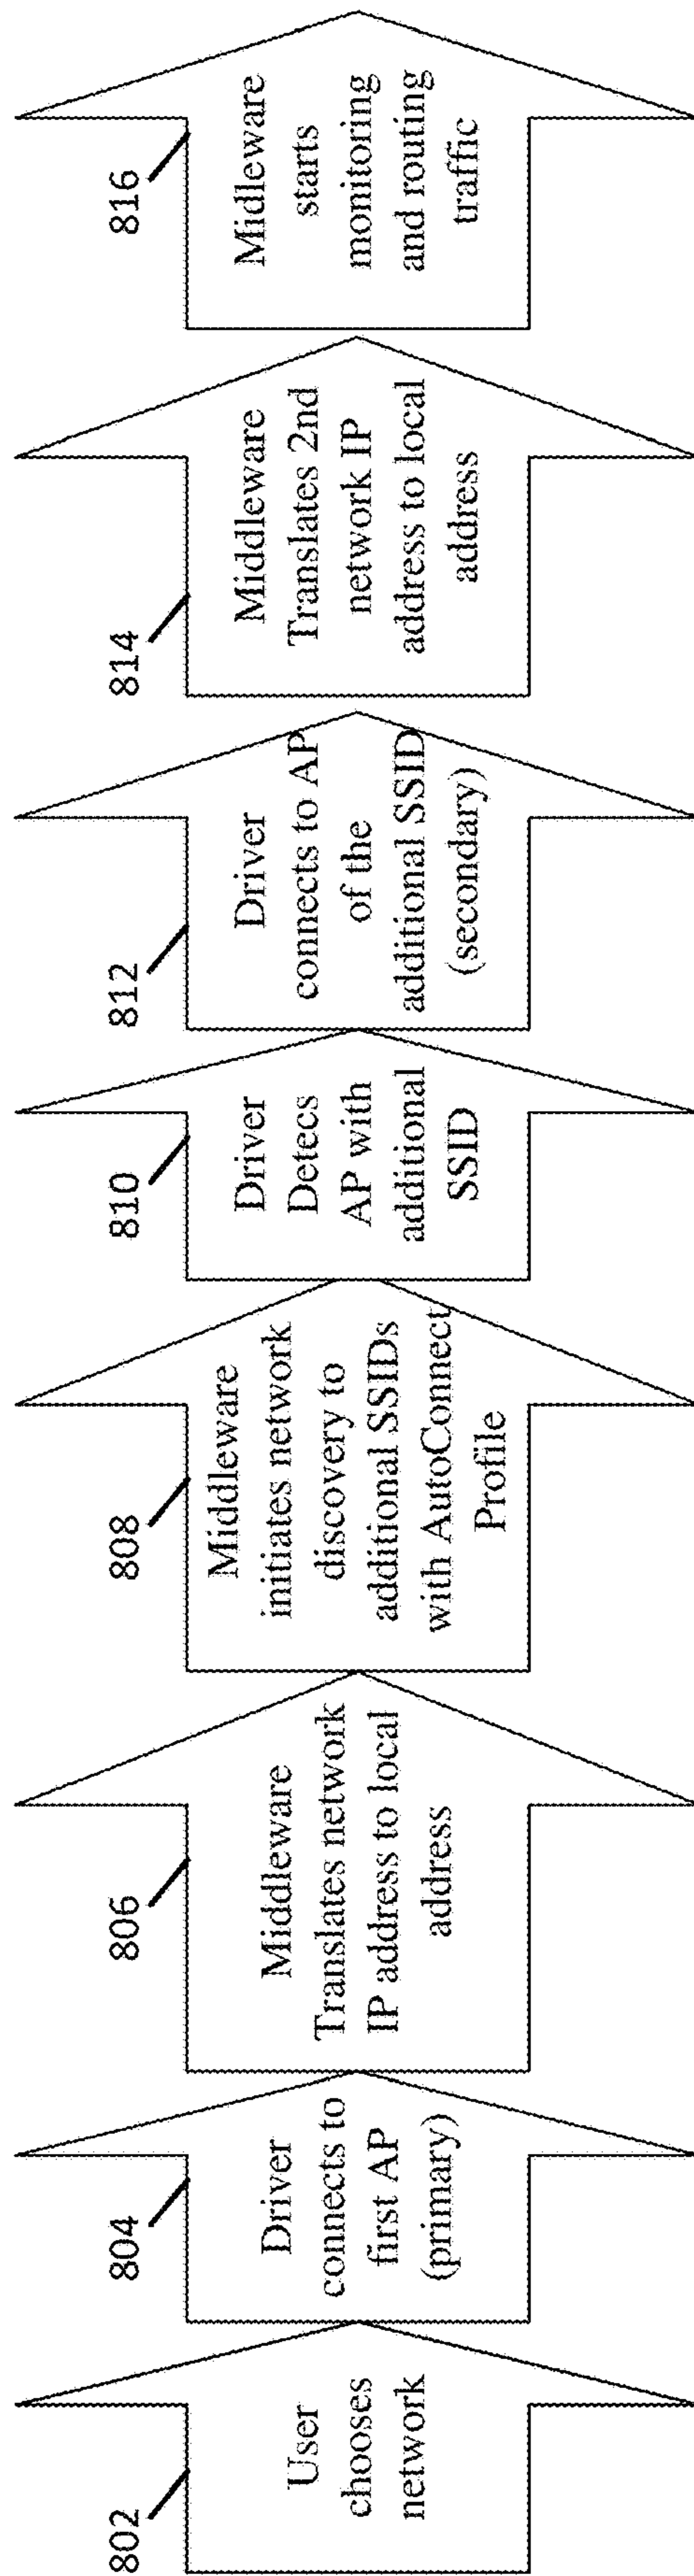 802
User
chooses
network
804
Driver
connects to
first AP
(primary)
806
Middleware
Translates network
IP address to local
address
808
Middleware
initiates network
discovery to
additional SSIDs
with AutoConnect
Profile
810
Driver
Detecs
AP with
additional
SSID
812
Driver
connects to AP
of the
additional SSID
(secondary)
814
Middleware
Translates 2nd
network IP
address to local
address
816
Midleware
starts
monitoring
and routing
traffic